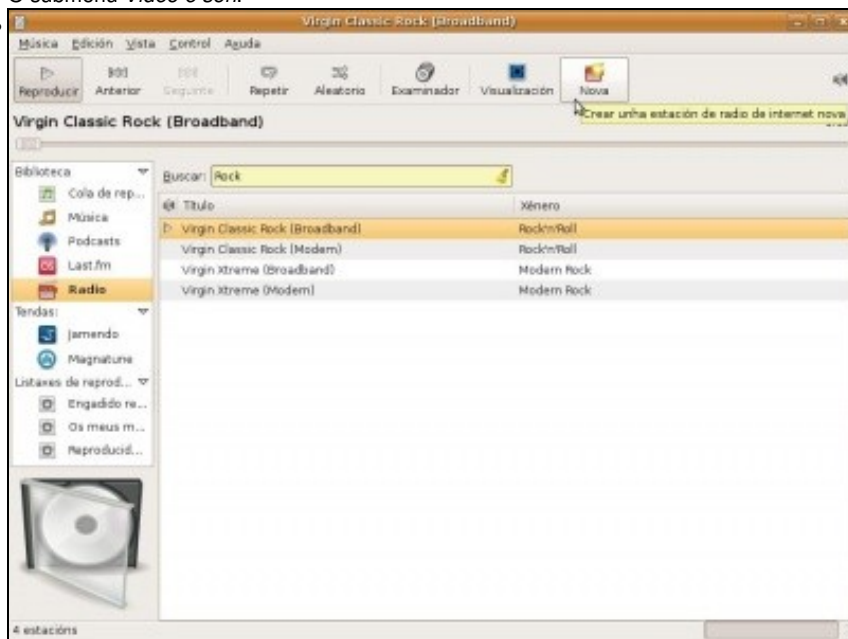 O submenú Vídeo e son.
Virgin Classic Rock (Broadband)
Música Edición Vista Control Axuda
Reproducir Anterior Seguinte Repetir Aleatorio Examinador Visualización Nova
Virgin Classic Rock (Broadband)
Crear unha estación de radio de internet nova
Biblioteca
Buscar: Rock
Cola de rep...
Título Xénero
Música
Virgin Classic Rock (Broadband) Rock'n'Roll
Podcasts
Virgin Classic Rock (Modem) Rock'n'Roll
Last.fm
Virgin Xtreme (Broadband) Modern Rock
Radio
Virgin Xtreme (Modem) Modern Rock
Tendas:
Jamendo
Magnatune
Listaxes de reprod...
Engadido re...
Os meus m...
Reproducid...
4 estacións